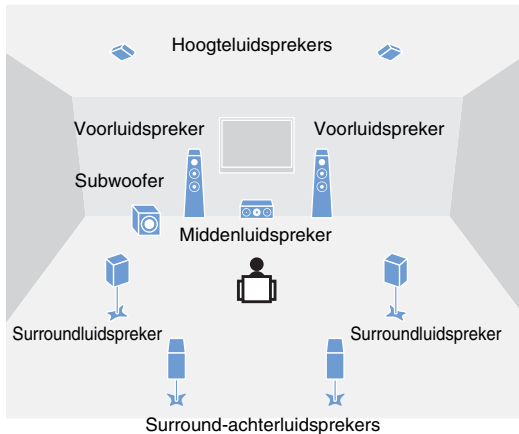 Hoogteluidsprekers
Voorluidspreker
Voorluidspreker
Subwoofer
Middenluidspreker
Surroundluidspreker
Surroundluidspreker
Surround-achterluidsprekers